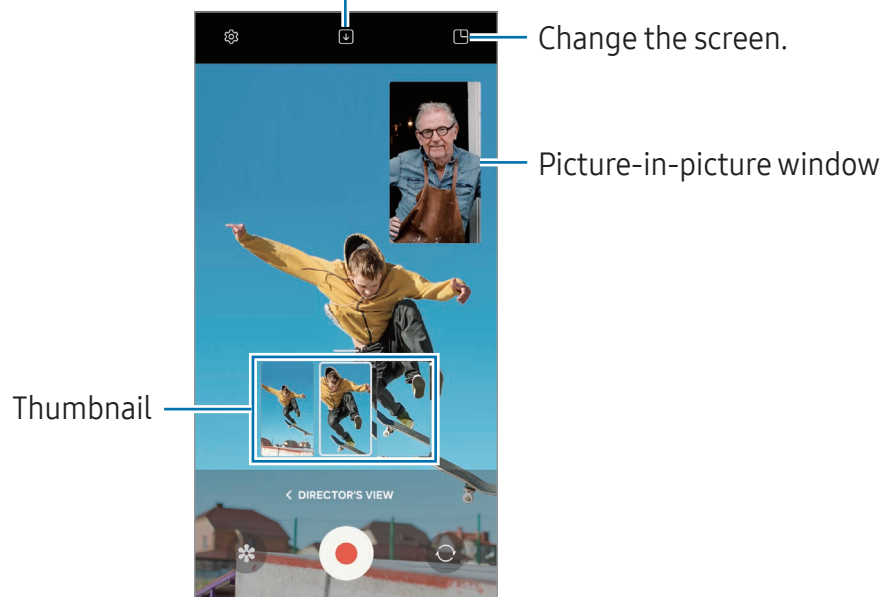 Change the screen.
Picture-in-picture window
Thumbnail
DIRECTOR'S VIEW